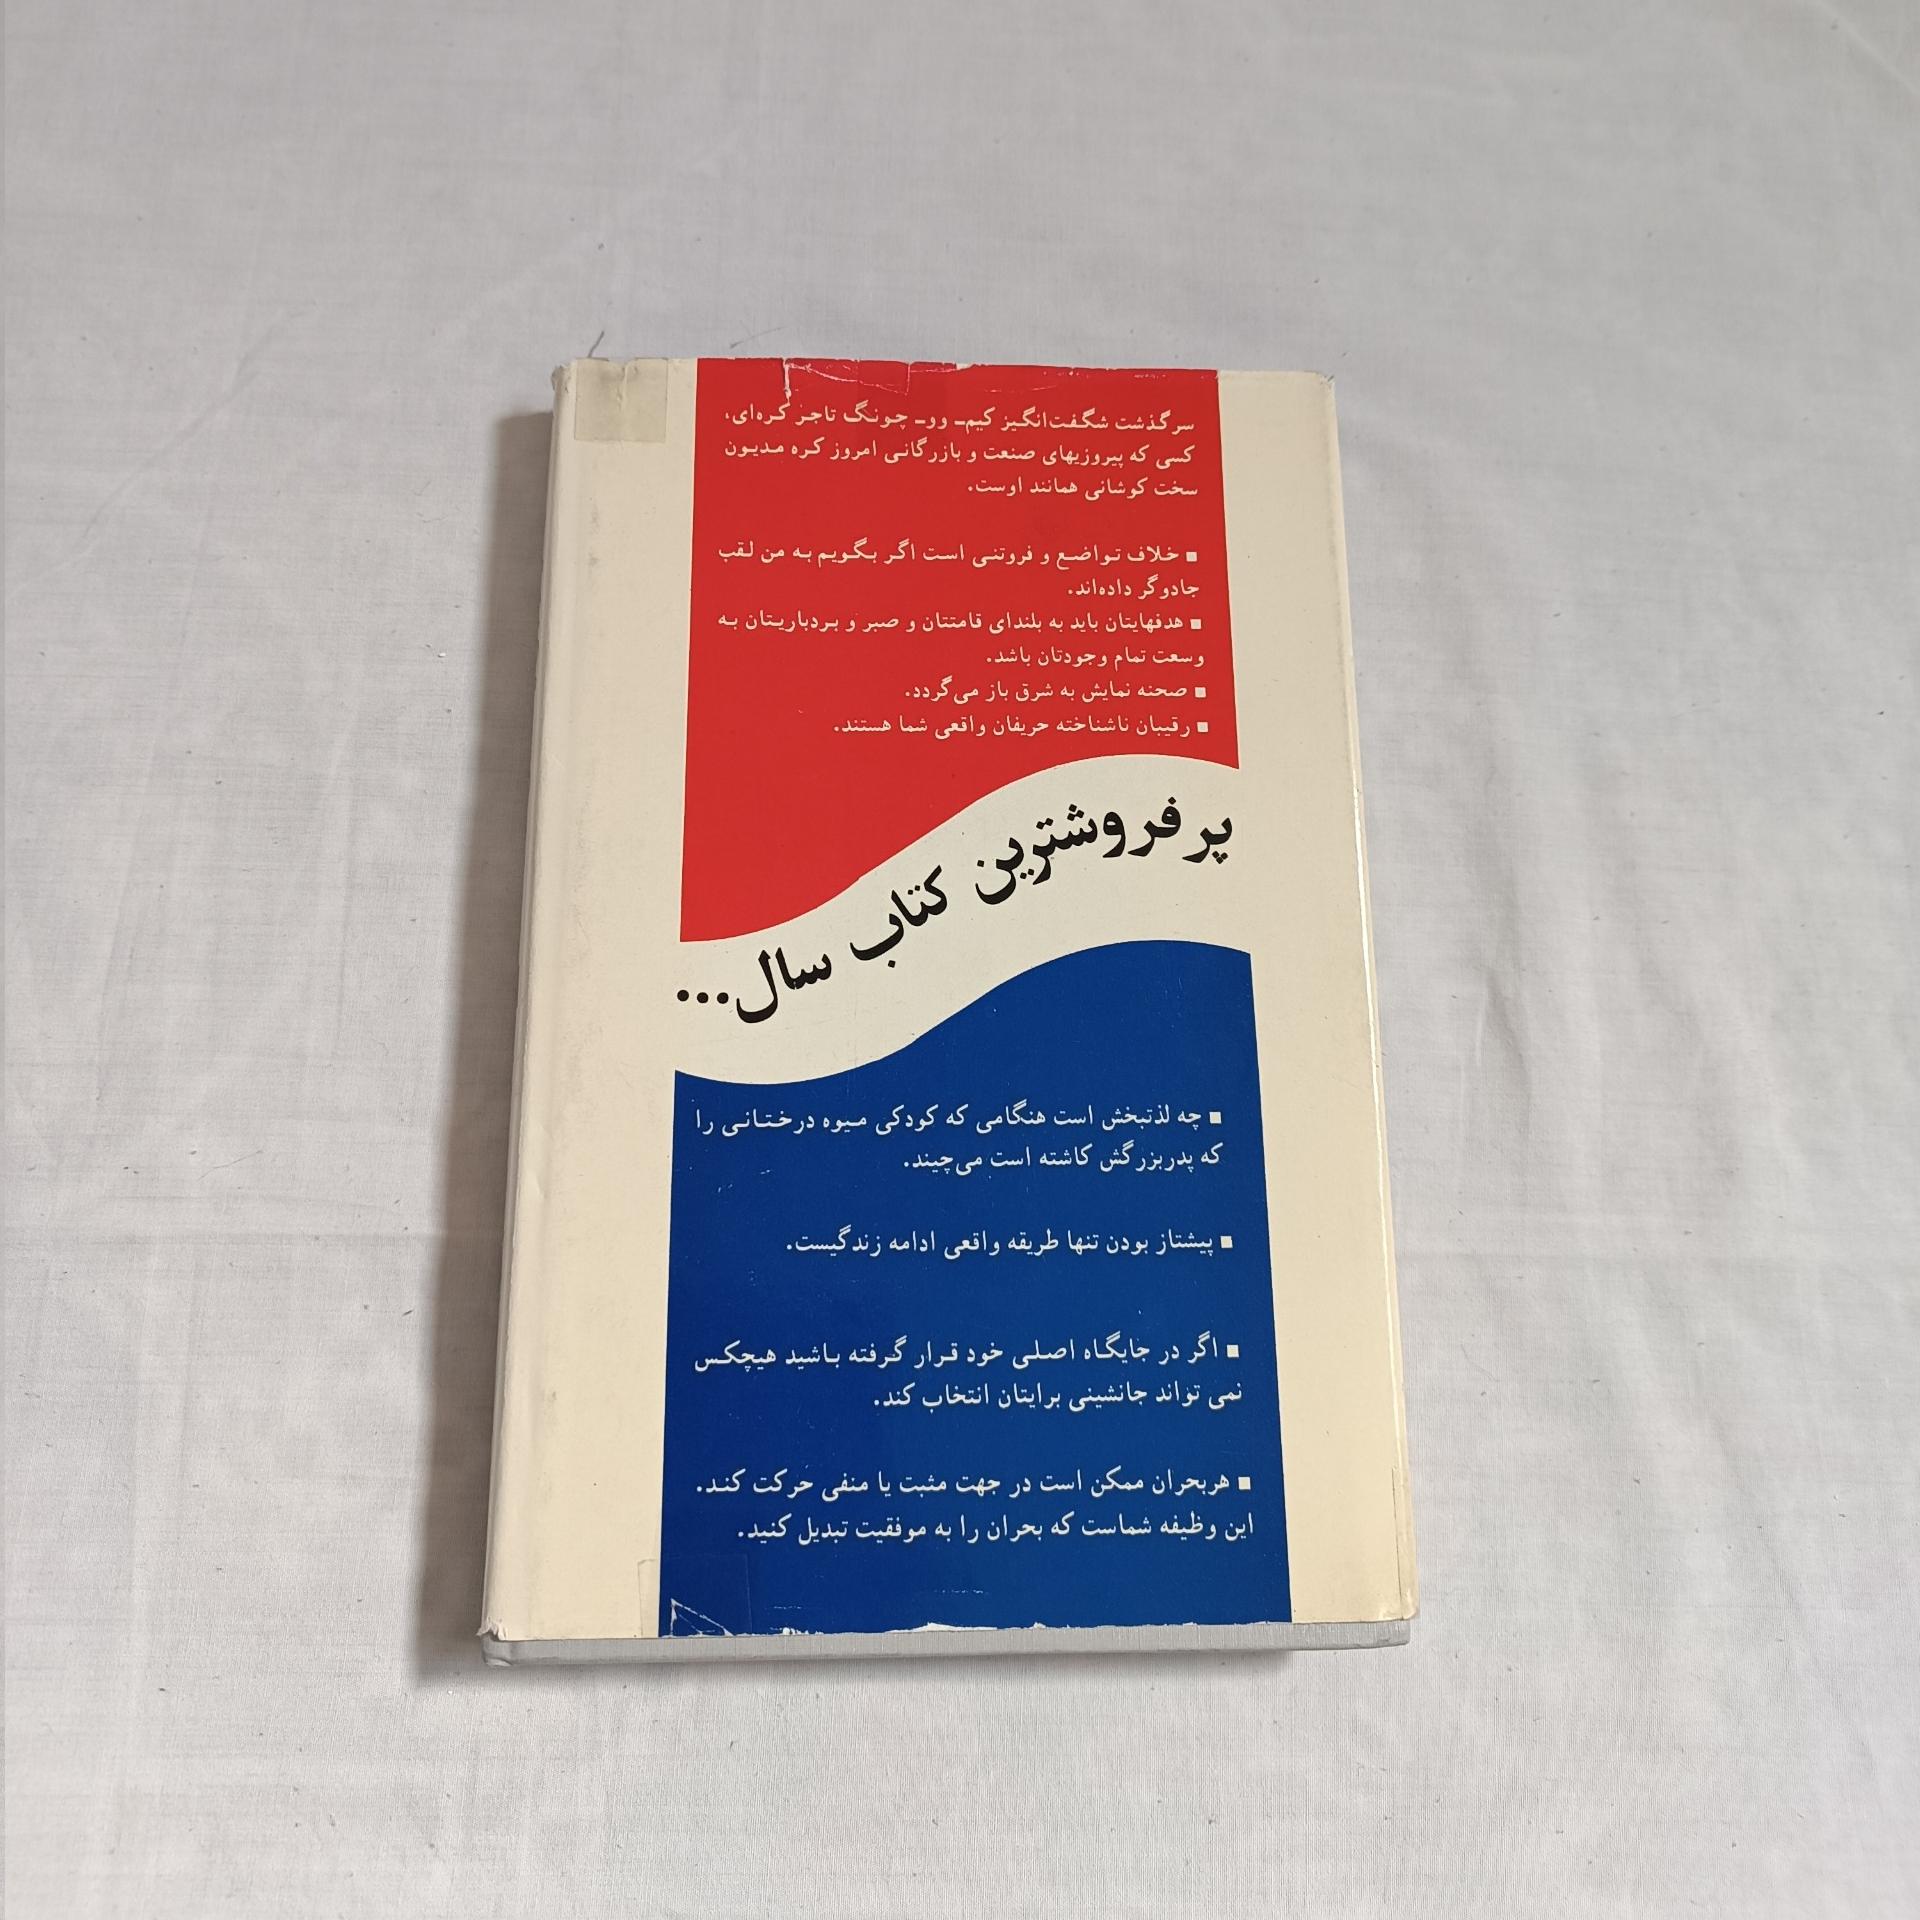 سرگذشت شگفت‌انگیز کیم- وو- چونگ تاجر کره‌ای،
کسی که پیروزیهای صنعت و بازرگانی امروز کره مدیون
سخت کوشانی همانند اوست.
■ خلاف تواضع و فروتنی است اگر بگویم به من لقب
جادوگر داده‌اند.
■ هدفهایتان باید به بلندای قامتتان و صبر و بردباریتان به
وسعت تمام وجودتان باشد.
■ صحنه نمایش به شرق باز می‌گردد.
■ رقیبان ناشناخته حریفان واقعی شما هستند.
پرفروشترین کتاب سال...
■ چه لذتبخش است هنگامی که کودکی میوه درختانی را
که پدربزرگش کاشته است می‌چیند.
■ پیشتاز بودن تنها طریقه واقعی ادامه زندگیست.
■ اگر در جایگاه اصلی خود قرار گرفته باشید هیچکس
نمی تواند جانشینی برایتان انتخاب کند.
■ هربحران ممکن است در جهت مثبت یا منفی حرکت کند.
این وظیفه شماست که بحران را به موفقیت تبدیل کنید.